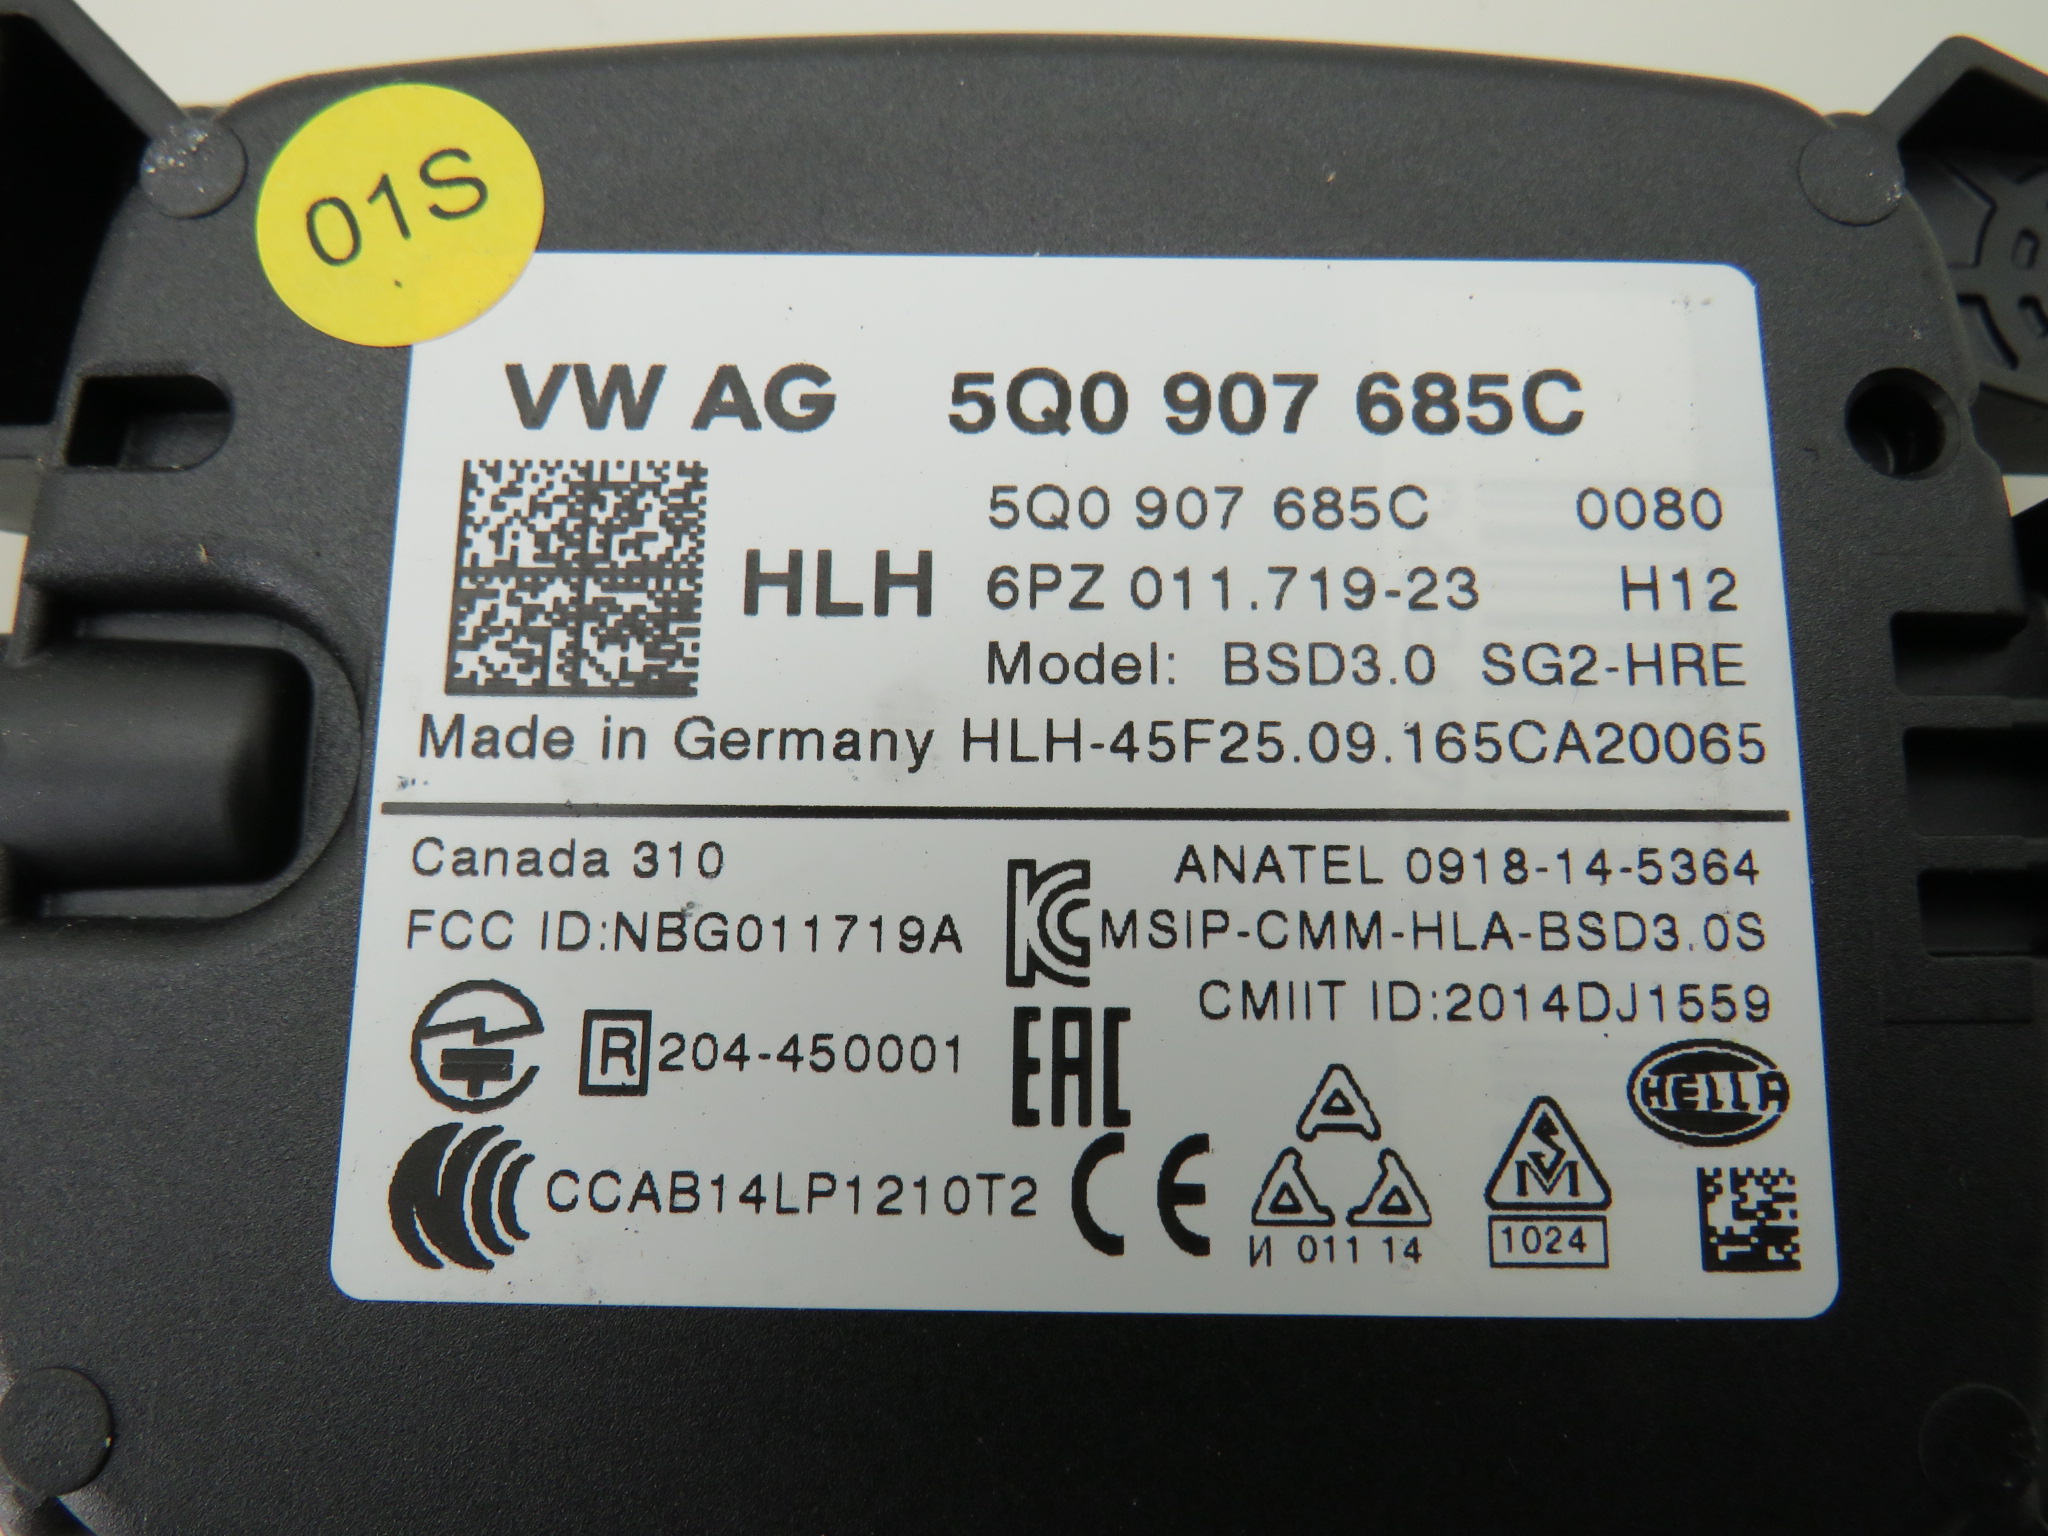 01S
VW AG 5Q0 907 685C
5Q0 907 685C 0080
HLH 6PZ 011.719-23 H12
Model: BSD3.0 SG2-HRE
Made in Germany HLH-45F25.09.165CA20065
Canada 310 ANATEL 0918-14-5364
FCC ID:NBG011719A KC MSIP-CMM-HLA-BSD3.0S
CMIIT ID:2014DJ1559
R 204-450001 EAC
HELLA
CCAB14LP1210T2 CE A A A SM
И 011 14 1024